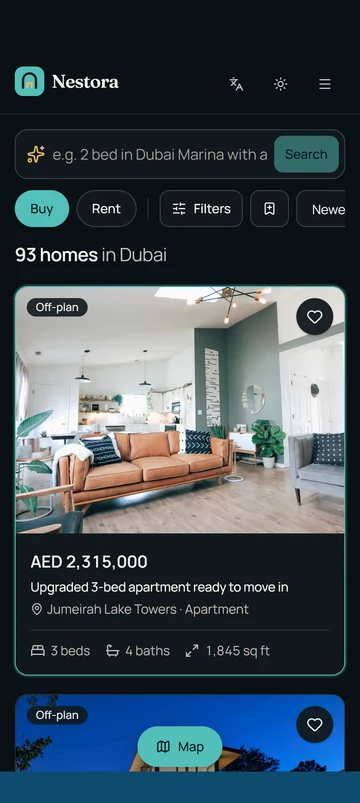 Nestora
e.g. 2 bed in Dubai Marina with a
Search
Buy
Rent
Filters
Newe
93 homes in Dubai
Off-plan
AED 2,315,000
Upgraded 3-bed apartment ready to move in
Jumeirah Lake Towers · Apartment
3 beds
4 baths
1,845 sq ft
Off-plan
Map